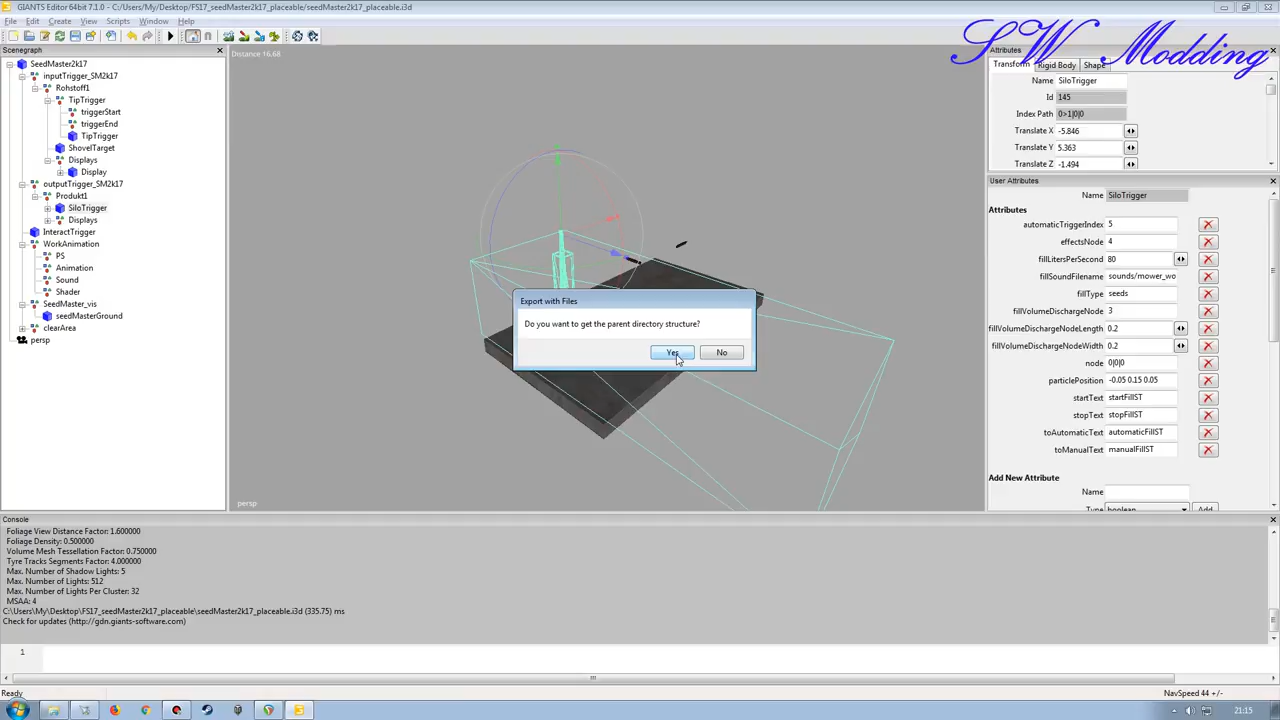 GIANTS Editor 64bit 7.1.0 - C:/Users/My/Desktop/FS17_seedMaster2k17_placeable/seedMaster2k17_placeable.i3d
File Edit Create View Scripts Window Help
SW Modding
Scenegraph
SeedMaster2k17
inputTrigger_SM2k17
Rohstoff1
TipTrigger
triggerStart
triggerEnd
TipTrigger
ShovelTarget
Displays
Display
outputTrigger_SM2k17
Produkt1
SiloTrigger
Displays
InteractTrigger
WorkAnimation
PS
Animation
Sound
Shader
SeedMaster_vis
seedMasterGround
clearArea
persp
Distance 16.68
persp
Export with Files
Do you want to get the parent directory structure?
Yes No
Attributes
Transform Rigid Body Shape
Name SiloTrigger
Id 145
Index Path 0>1|0|0
Translate X -5.846
Translate Y 5.363
Translate Z -1.494
User Attributes
Name SiloTrigger
Attributes
automaticTriggerIndex 5
effectsNode 4
fillLitersPerSecond 80
fillSoundFilename sounds/mower_wo
fillType seeds
fillVolumeDischargeNode 3
fillVolumeDischargeNodeLength 0.2
fillVolumeDischargeNodeWidth 0.2
node 0|0|0
particlePosition -0.05 0.15 0.05
startText startFillST
stopText stopFillST
toAutomaticText automaticFillST
toManualText manualFillST
Add New Attribute
Name
Type boolean Add
Console
Foliage View Distance Factor: 1.600000
Foliage Density: 0.500000
Volume Mesh Tessellation Factor: 0.750000
Tyre Tracks Segments Factor: 4.000000
Max. Number of Shadow Lights: 5
Max. Number of Lights: 512
Max. Number of Lights Per Cluster: 32
MSAA: 4
C:\Users\My\Desktop\FS17_seedMaster2k17_placeable\seedMaster2k17_placeable.i3d (335.75) ms
Check for updates (http://gdn.giants-software.com)
1
Ready
NavSpeed 44 +/-
21:15